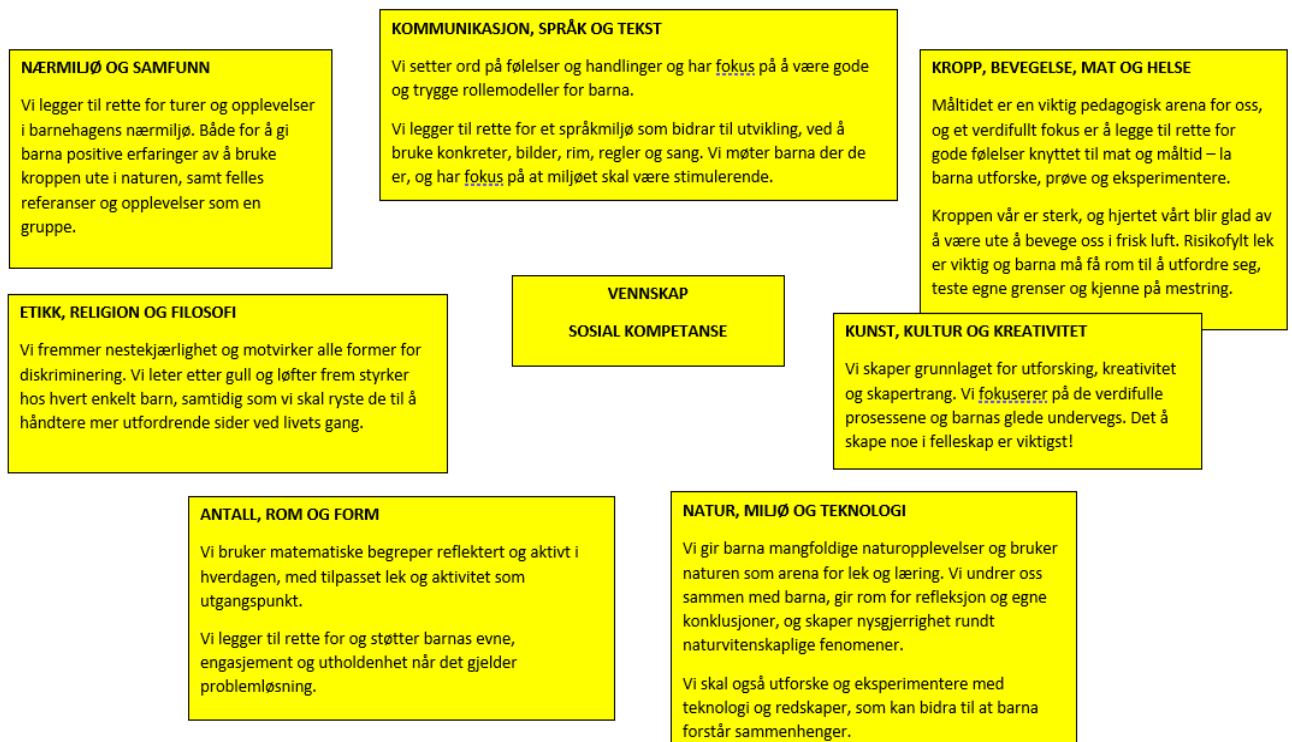 KOMMUNIKASJON, SPRÅK OG TEKST
Vi setter ord på følelser og handlinger og har fokus på å være gode
og trygge rollemodeller for barna.
Vi legger til rette for et språkmiljø som bidrar til utvikling, ved å
bruke konkreter, bilder, rim, regler og sang. Vi møter barna der de
er, og har fokus på at miljøet skal være stimulerende.
NÆRMILJØ OG SAMFUNN
Vi legger til rette for turer og opplevelser
i barnehagens nærmiljø. Både for å gi
barna positive erfaringer av å bruke
kroppen ute i naturen, samt felles
referanser og opplevelser som en
gruppe.
KROPP, BEVEGELSE, MAT OG HELSE
Måltidet er en viktig pedagogisk arena for oss,
og et verdifullt fokus er å legge til rette for
gode følelser knyttet til mat og måltid – la
barna utforske, prøve og eksperimentere.
Kroppen vår er sterk, og hjertet vårt blir glad av
å være ute å bevege oss i frisk luft. Risikofylt lek
er viktig og barna må få rom til å utfordre seg,
teste egne grenser og kjenne på mestring.
VENNSKAP
SOSIAL KOMPETANSE
ETIKK, RELIGION OG FILOSOFI
Vi fremmer nestekjærlighet og motvirker alle former for
diskriminering. Vi leter etter gull og løfter frem styrker
hos hvert enkelt barn, samtidig som vi skal ryste de til å
håndtere mer utfordrende sider ved livets gang.
KUNST, KULTUR OG KREATIVITET
Vi skaper grunnlaget for utforsking, kreativitet
og skapertrang. Vi fokuserer på de verdifulle
prosessene og barnas glede undervegs. Det å
skape noe i felleskap er viktigst!
ANTALL, ROM OG FORM
Vi bruker matematiske begreper reflektert og aktivt i
hverdagen, med tilpasset lek og aktivitet som
utgangspunkt.
Vi legger til rette for og støtter barnas evne,
engasjement og utholdenhet når det gjelder
problemløsning.
NATUR, MILJØ OG TEKNOLOGI
Vi gir barna mangfoldige naturopplevelser og bruker
naturen som arena for lek og læring. Vi undrer oss
sammen med barna, gir rom for refleksjon og egne
konklusjoner, og skaper nysgjerrighet rundt
naturvitenskaplige fenomener.
Vi skal også utforske og eksperimentere med
teknologi og redskaper, som kan bidra til at barna
forstår sammenhenger.